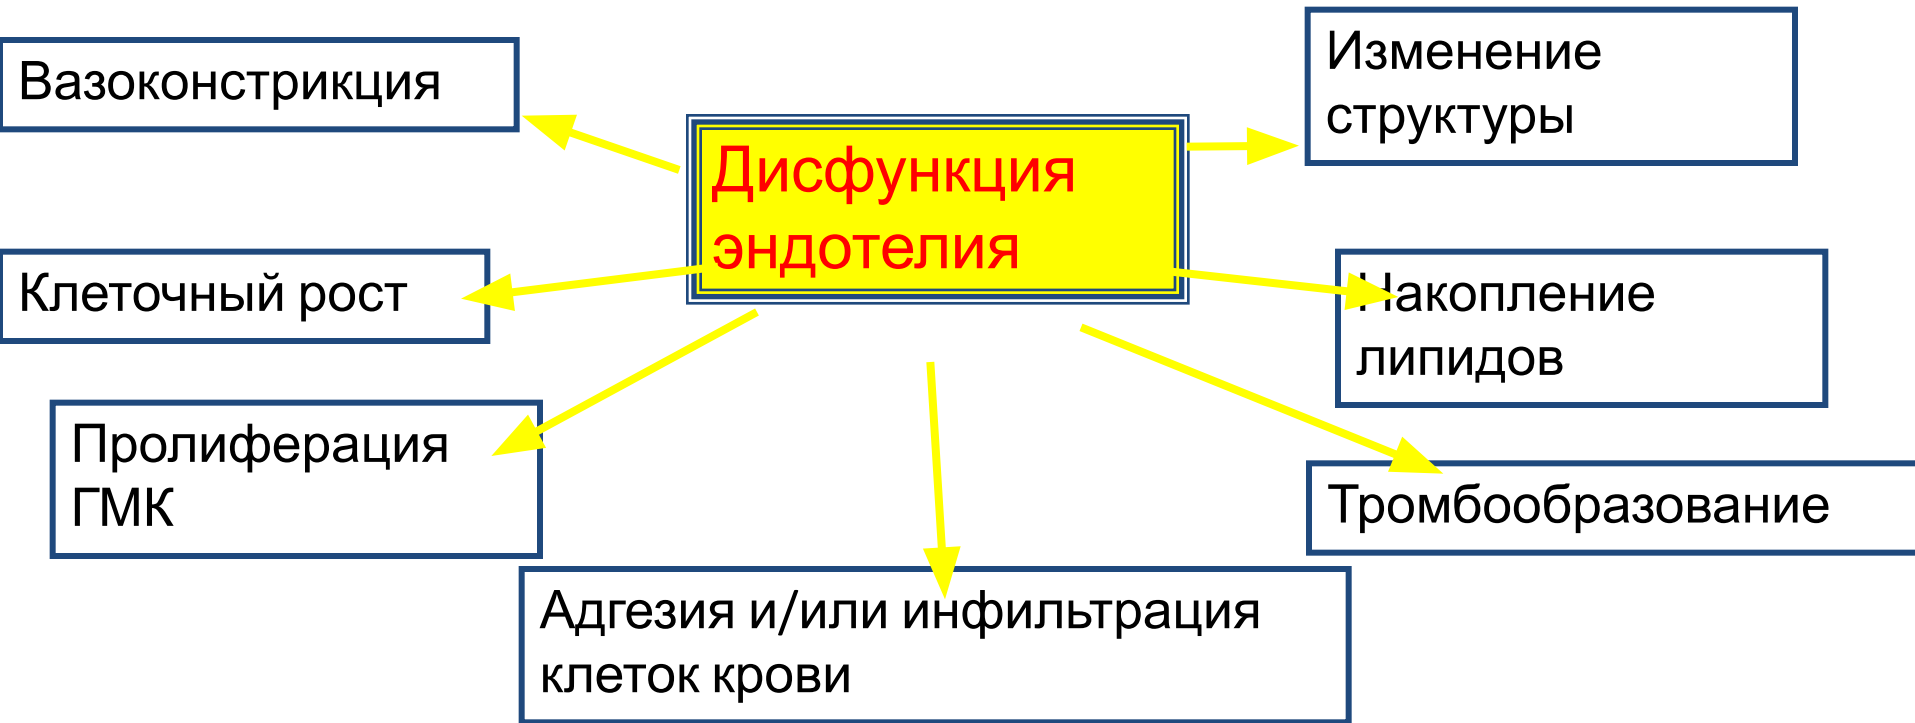 Вазоконстрикция
Изменение
структуры
Дисфункция
эндотелия
Клеточный рост
Накопление
липидов
Пролиферация
ГМК
Тромбообразование
Адгезия и/или инфильтрация
клеток крови